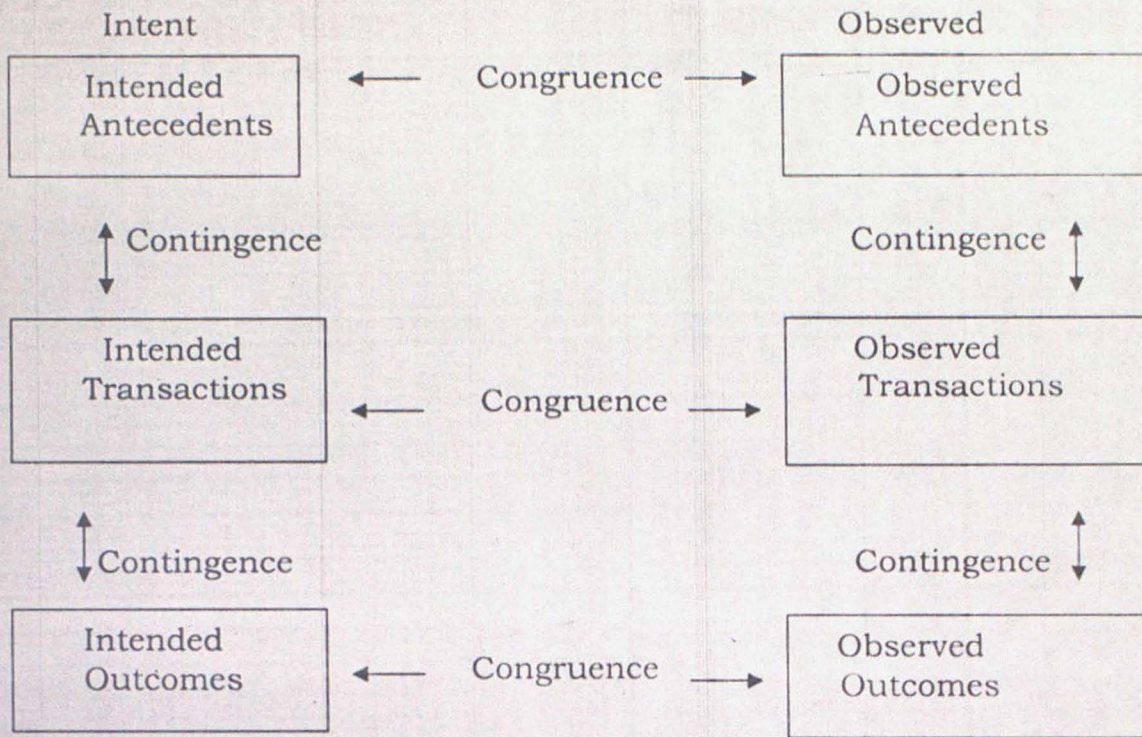 Intent
Observed
Intended
Antecedents
Congruence
Observed
Antecedents
Contingence
Contingence
Intended
Transactions
Congruence
Observed
Transactions
Contingence
Contingence
Intended
Outcomes
Congruence
Observed
Outcomes